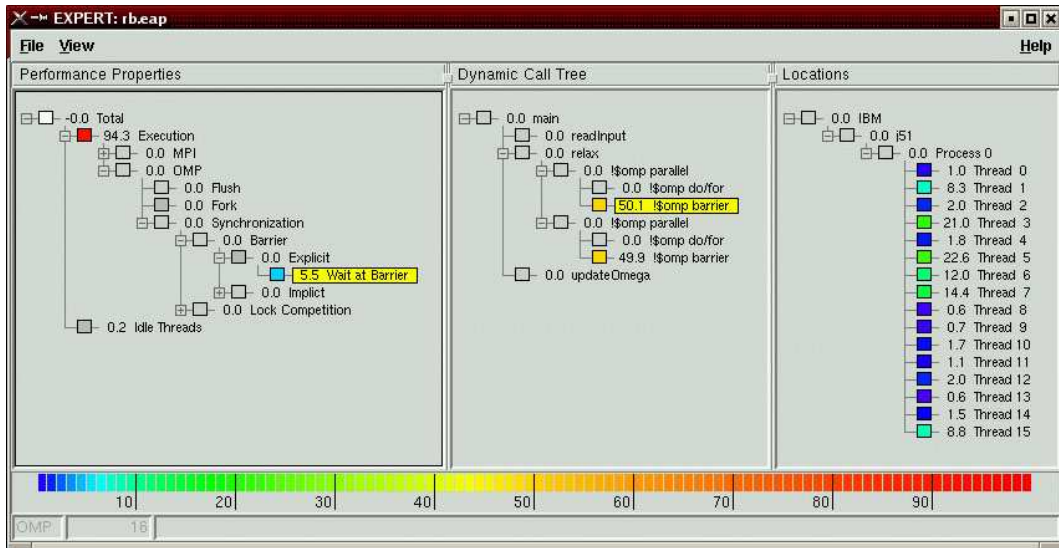 EXPERT: rb.eap
File View Help
Performance Properties
-0.0 Total
94.3 Execution
0.0 MPI
0.0 OMP
0.0 Flush
0.0 Fork
0.0 Synchronization
0.0 Barrier
0.0 Explicit
5.5 Wait at Barrier
0.0 Implict
0.0 Lock Competition
0.2 Idle Threads
Dynamic Call Tree
0.0 main
0.0 readInput
0.0 relax
0.0 !$omp parallel
0.0 !$omp do/for
50.1 !$omp barrier
0.0 !$omp parallel
0.0 !$omp do/for
49.9 !$omp barrier
0.0 updateOmega
Locations
0.0 IBM
0.0 j51
0.0 Process 0
1.0 Thread 0
8.3 Thread 1
2.0 Thread 2
21.0 Thread 3
1.8 Thread 4
22.6 Thread 5
12.0 Thread 6
14.4 Thread 7
0.6 Thread 8
0.7 Thread 9
1.7 Thread 10
1.1 Thread 11
2.0 Thread 12
0.6 Thread 13
1.5 Thread 14
8.8 Thread 15
10 20 30 40 50 60 70 80 90
OMP 16